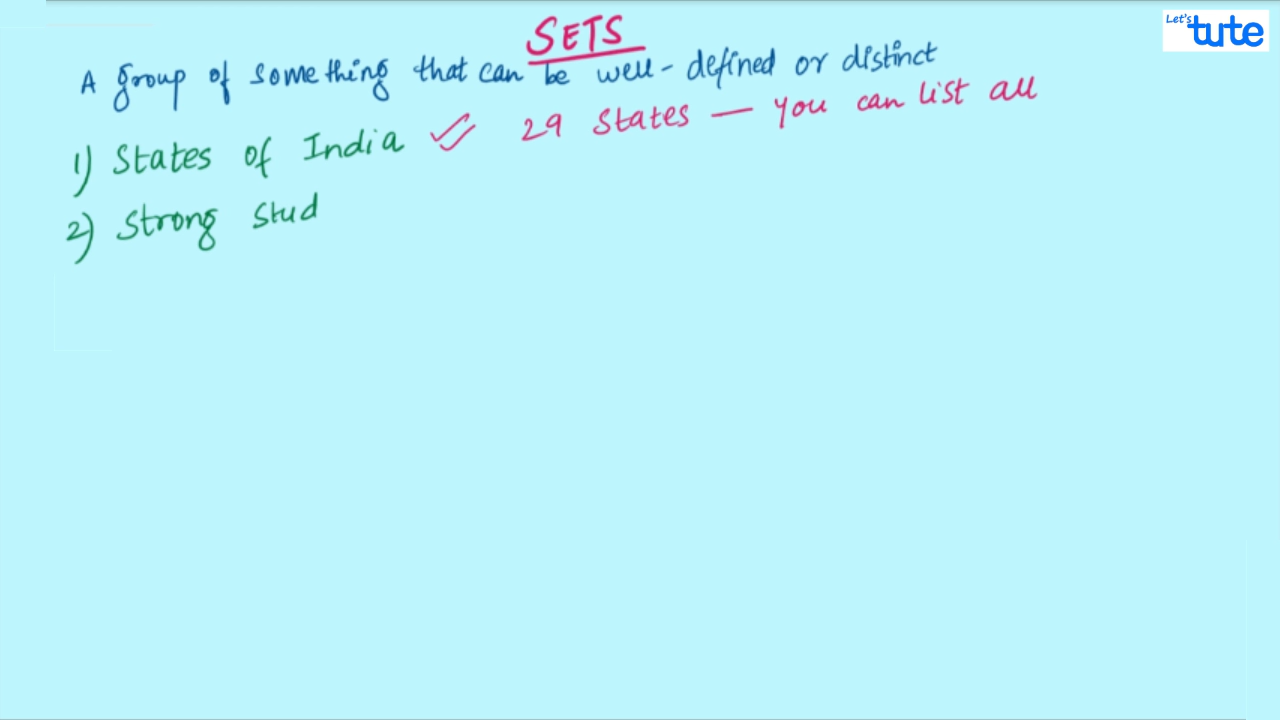 Let's tute
SETS
A group of something that can be well-defined or distinct
1) States of India 29 States — you can list all
2) Strong Stud